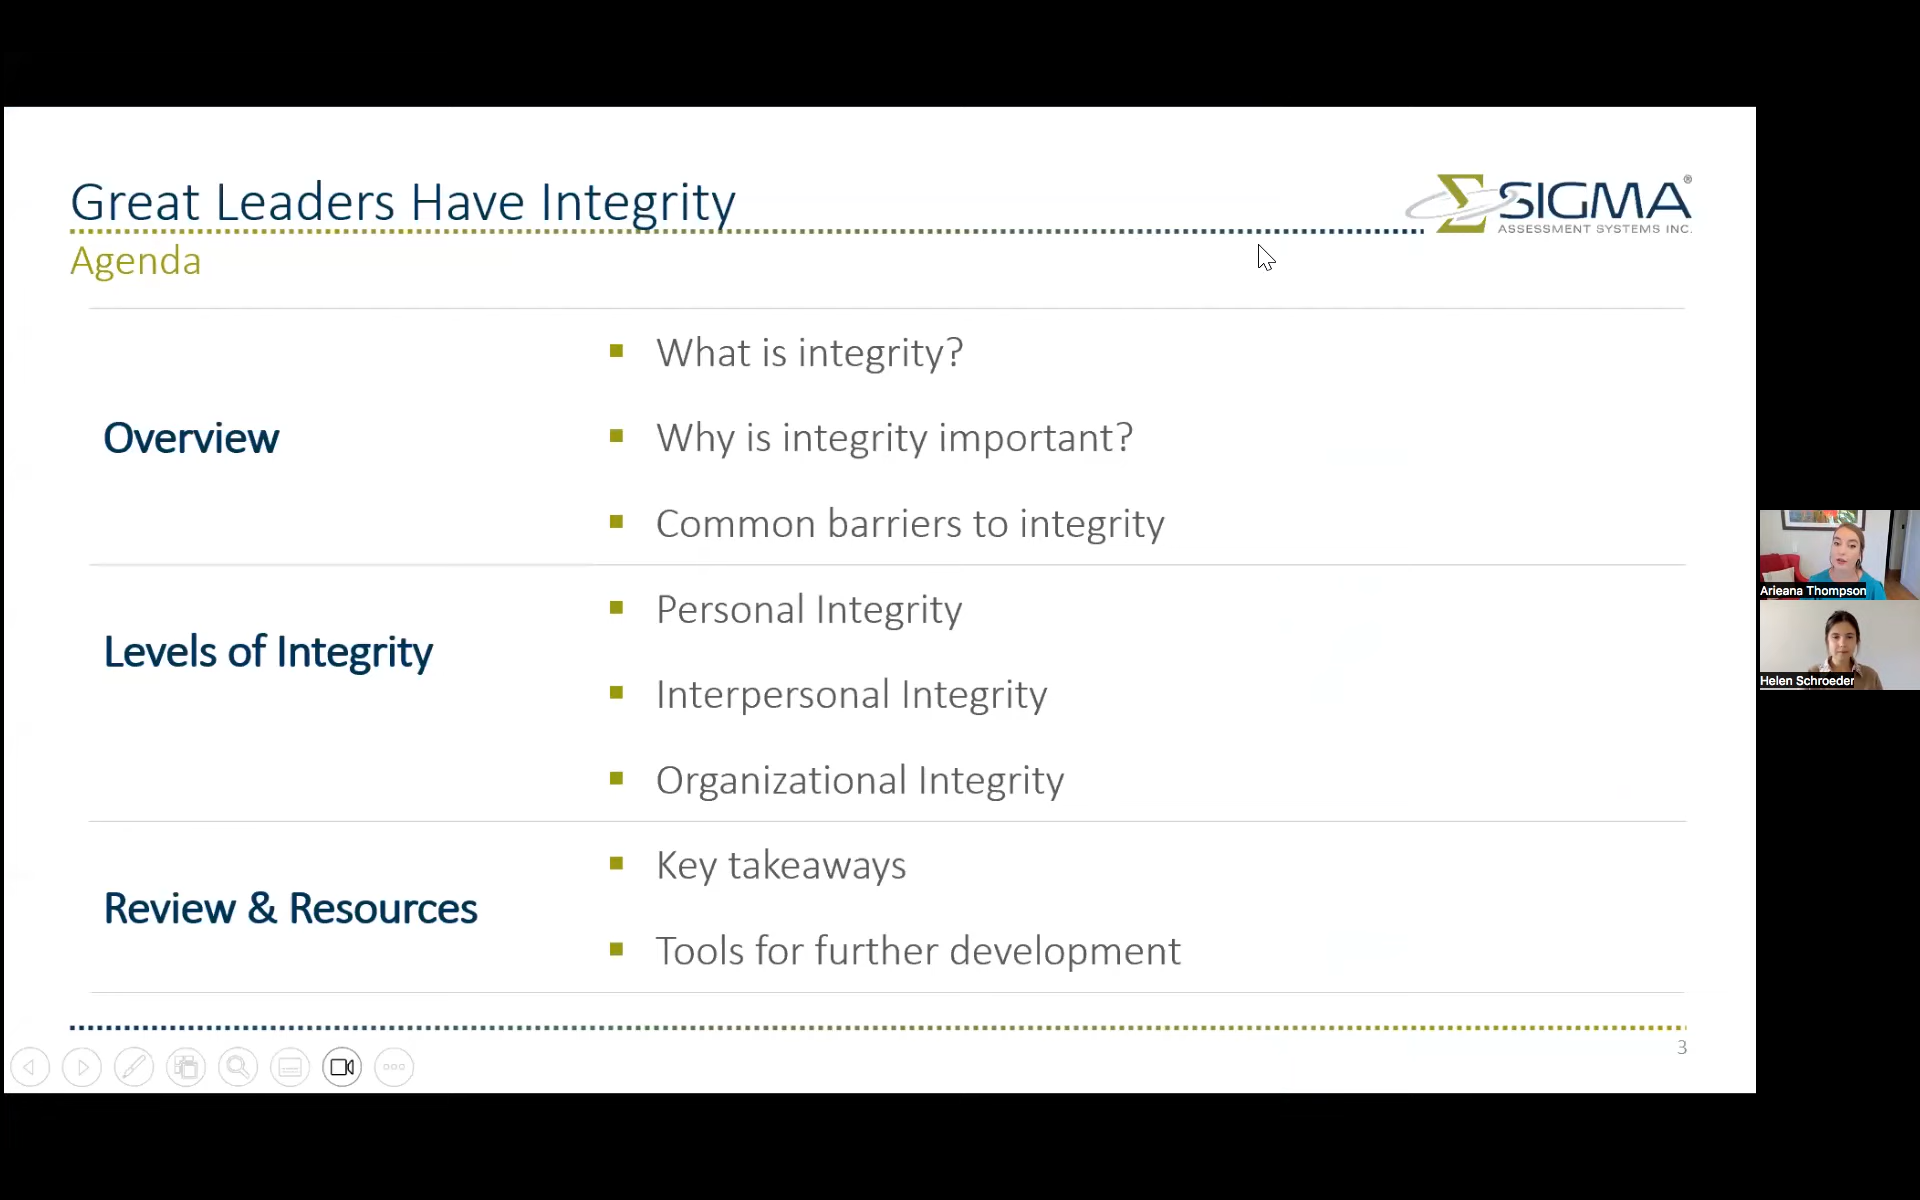 Great Leaders Have Integrity
Agenda
ΣSIGMA®
ASSESSMENT SYSTEMS INC.
Overview
What is integrity?
Why is integrity important?
Common barriers to integrity
Levels of Integrity
Personal Integrity
Interpersonal Integrity
Organizational Integrity
Review & Resources
Key takeaways
Tools for further development
3
Arieana Thompson
Helen Schroeder